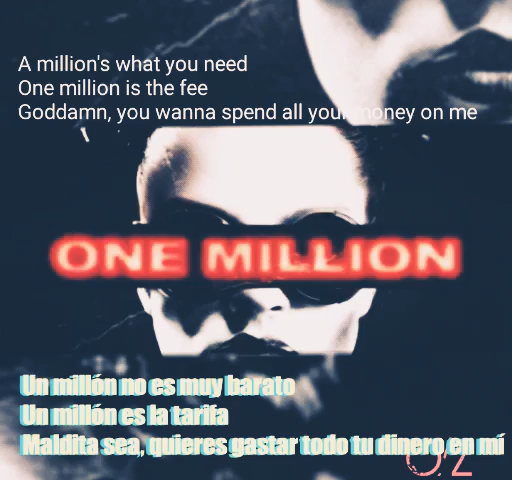 A million's what you need
One million is the fee
Goddamn, you wanna spend all your money on me
ONE MILLION
Un millón no es muy barato
Un millón es la tarifa
Maldita sea, quieres gastar todo tu dinero en mí